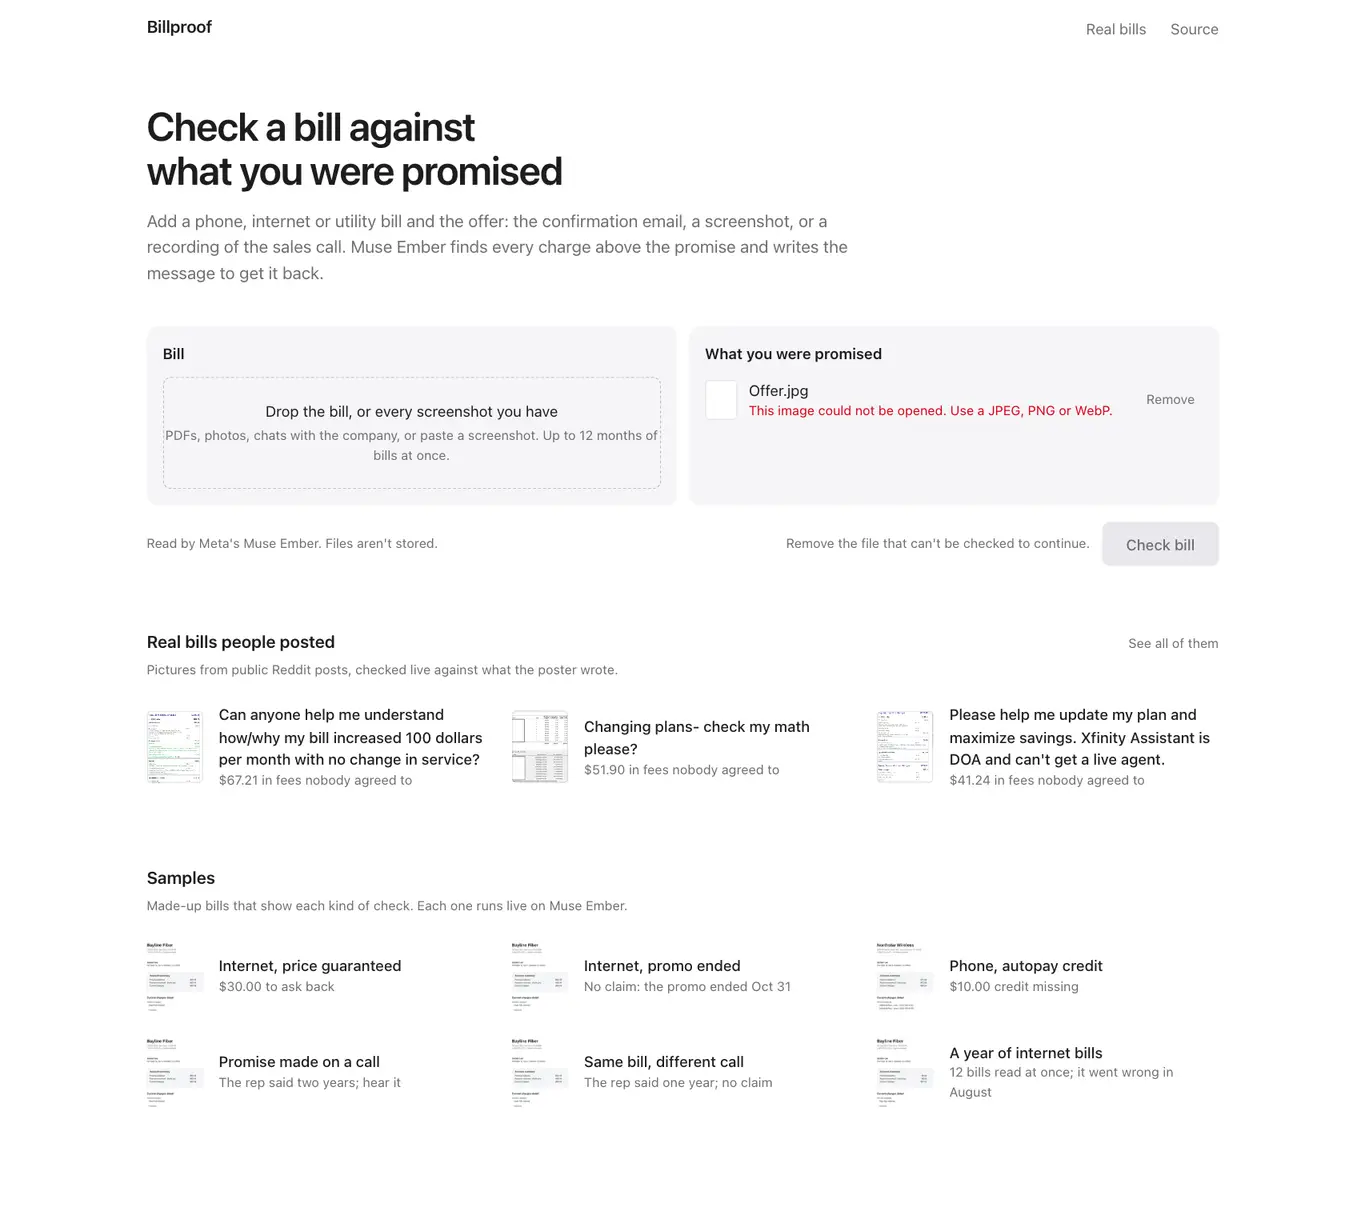 Billproof
Real bills
Source
Check a bill against
what you were promised
Add a phone, internet or utility bill and the offer: the confirmation email, a screenshot, or a
recording of the sales call. Muse Ember finds every charge above the promise and writes the
message to get it back.
Bill
Drop the bill, or every screenshot you have
PDFs, photos, chats with the company, or paste a screenshot. Up to 12 months of
bills at once.
What you were promised
Offer.jpg
This image could not be opened. Use a JPEG, PNG or WebP.
Remove
Read by Meta's Muse Ember. Files aren't stored.
Remove the file that can't be checked to continue.
Check bill
Real bills people posted
See all of them
Pictures from public Reddit posts, checked live against what the poster wrote.
Can anyone help me understand
how/why my bill increased 100 dollars
per month with no change in service?
$67.21 in fees nobody agreed to
Changing plans- check my math
please?
$51.90 in fees nobody agreed to
Please help me update my plan and
maximize savings. Xfinity Assistant is
DOA and can't get a live agent.
$41.24 in fees nobody agreed to
Samples
Made-up bills that show each kind of check. Each one runs live on Muse Ember.
Internet, price guaranteed
$30.00 to ask back
Internet, promo ended
No claim: the promo ended Oct 31
Phone, autopay credit
$10.00 credit missing
Promise made on a call
The rep said two years; hear it
Same bill, different call
The rep said one year; no claim
A year of internet bills
12 bills read at once; it went wrong in
August